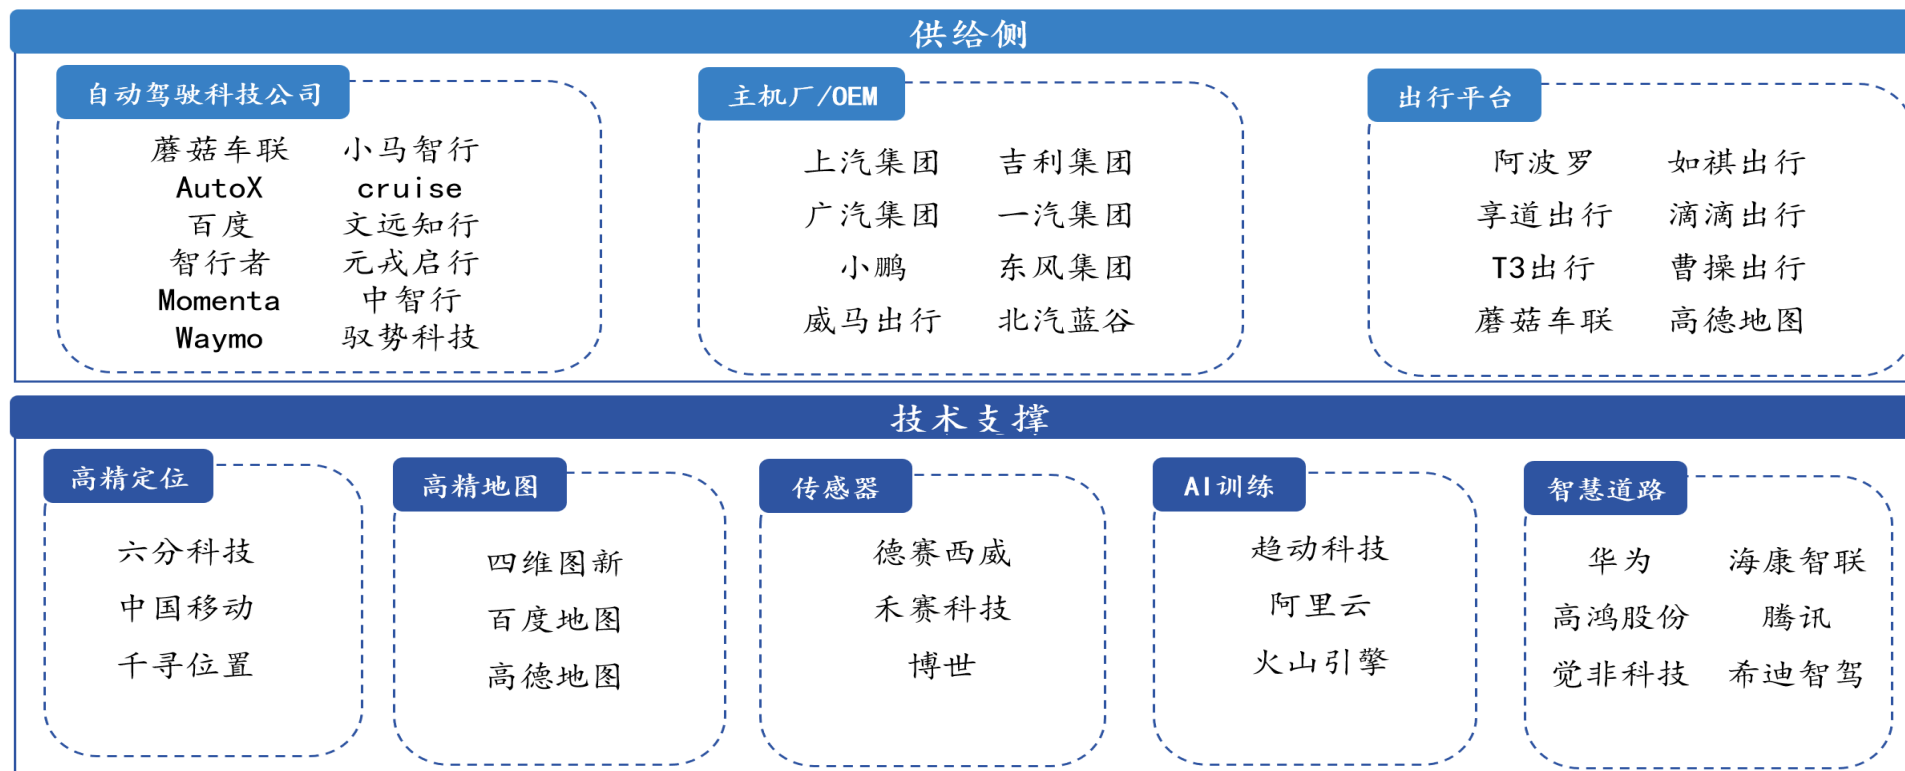 供给侧
自动驾驶科技公司
蘑菇车联 小马智行
AutoX cruise
百度 文远知行
智行者 元戎启行
Momenta 中智行
Waymo 驭势科技
主机厂/OEM
上汽集团 吉利集团
广汽集团 一汽集团
小鹏 东风集团
威马出行 北汽蓝谷
出行平台
阿波罗 如祺出行
享道出行 滴滴出行
T3出行 曹操出行
蘑菇车联 高德地图
技术支撑
高精定位
六分科技
中国移动
千寻位置
高精地图
四维图新
百度地图
高德地图
传感器
德赛西威
禾赛科技
博世
AI训练
趋动科技
阿里云
火山引擎
智慧道路
华为 海康智联
高鸿股份 腾讯
觉非科技 希迪智驾